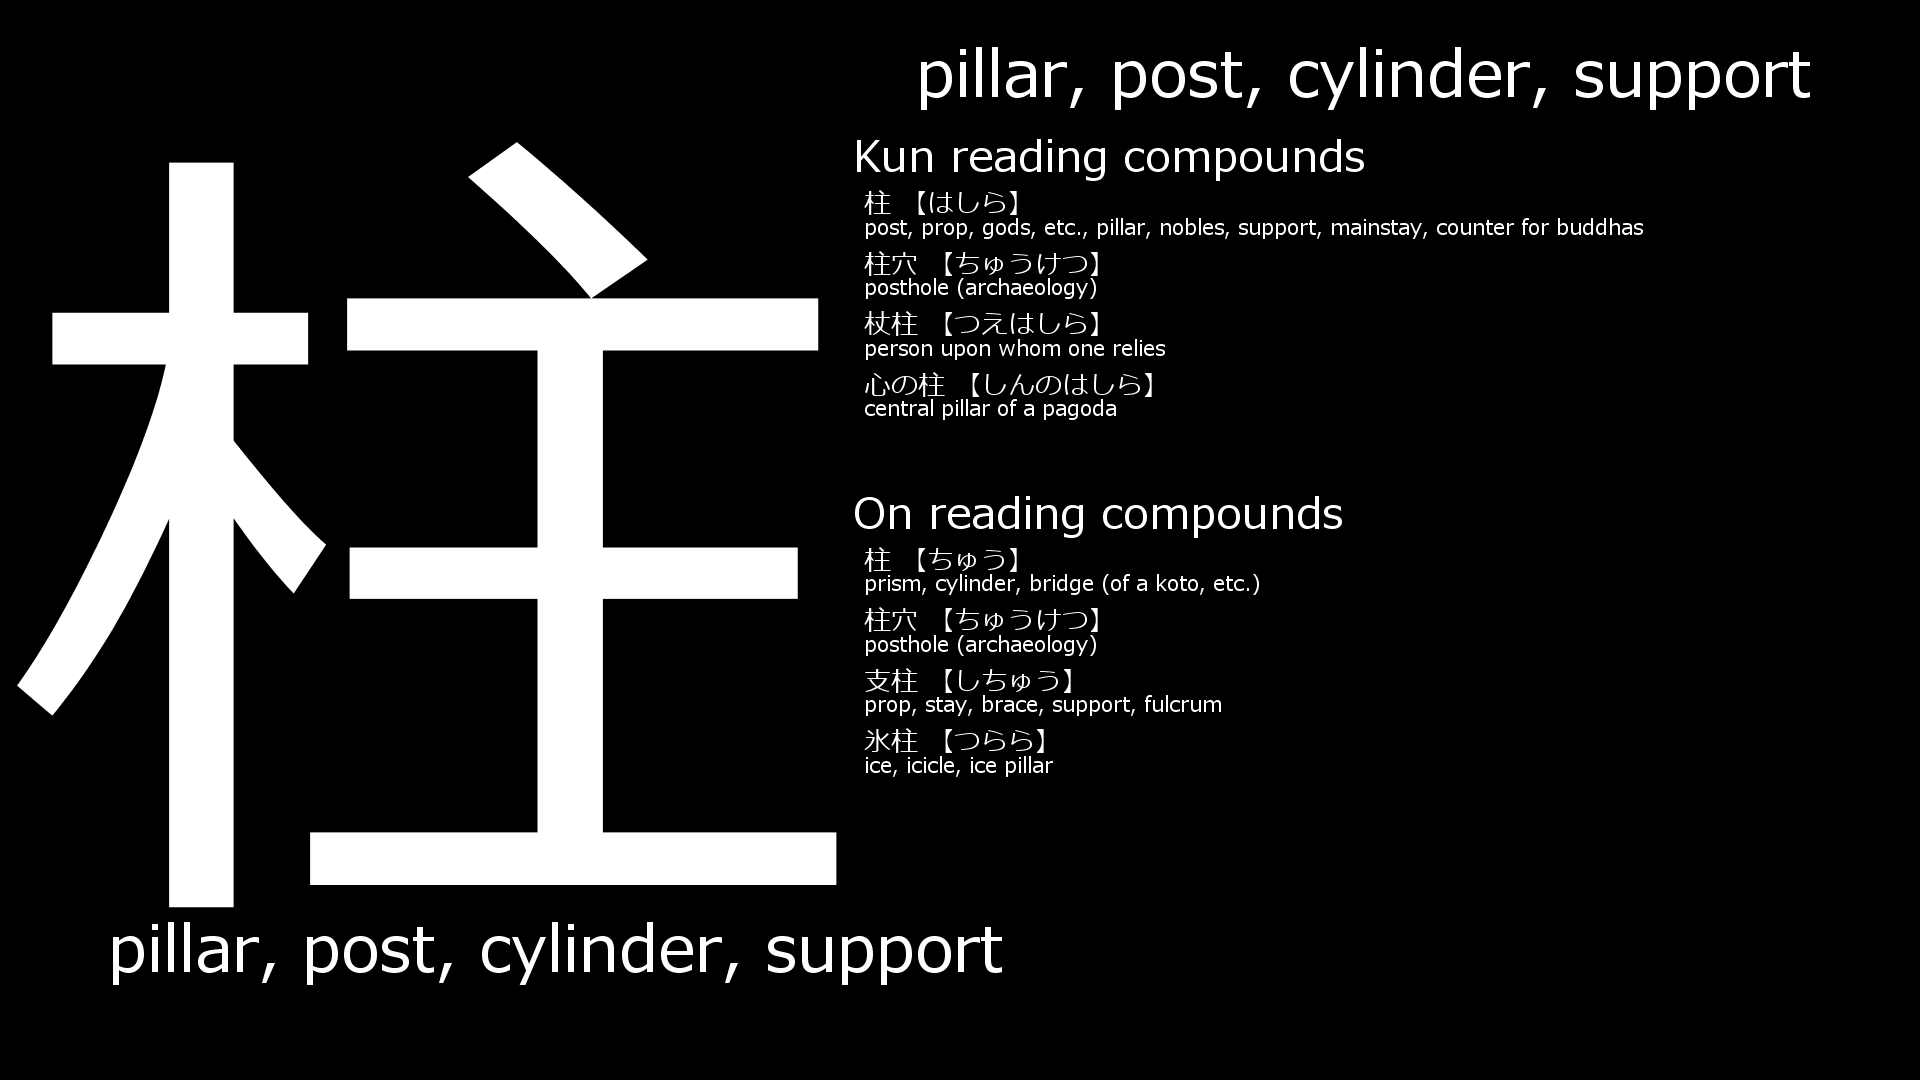 柱
pillar, post, cylinder, support
pillar, post, cylinder, support
Kun reading compounds
柱 【はしら】
post, prop, gods, etc., pillar, nobles, support, mainstay, counter for buddhas
柱穴 【ちゅうけつ】
posthole (archaeology)
杖柱 【つえはしら】
person upon whom one relies
心の柱 【しんのはしら】
central pillar of a pagoda
On reading compounds
柱 【ちゅう】
prism, cylinder, bridge (of a koto, etc.)
柱穴 【ちゅうけつ】
posthole (archaeology)
支柱 【しちゅう】
prop, stay, brace, support, fulcrum
氷柱 【つらら】
ice, icicle, ice pillar